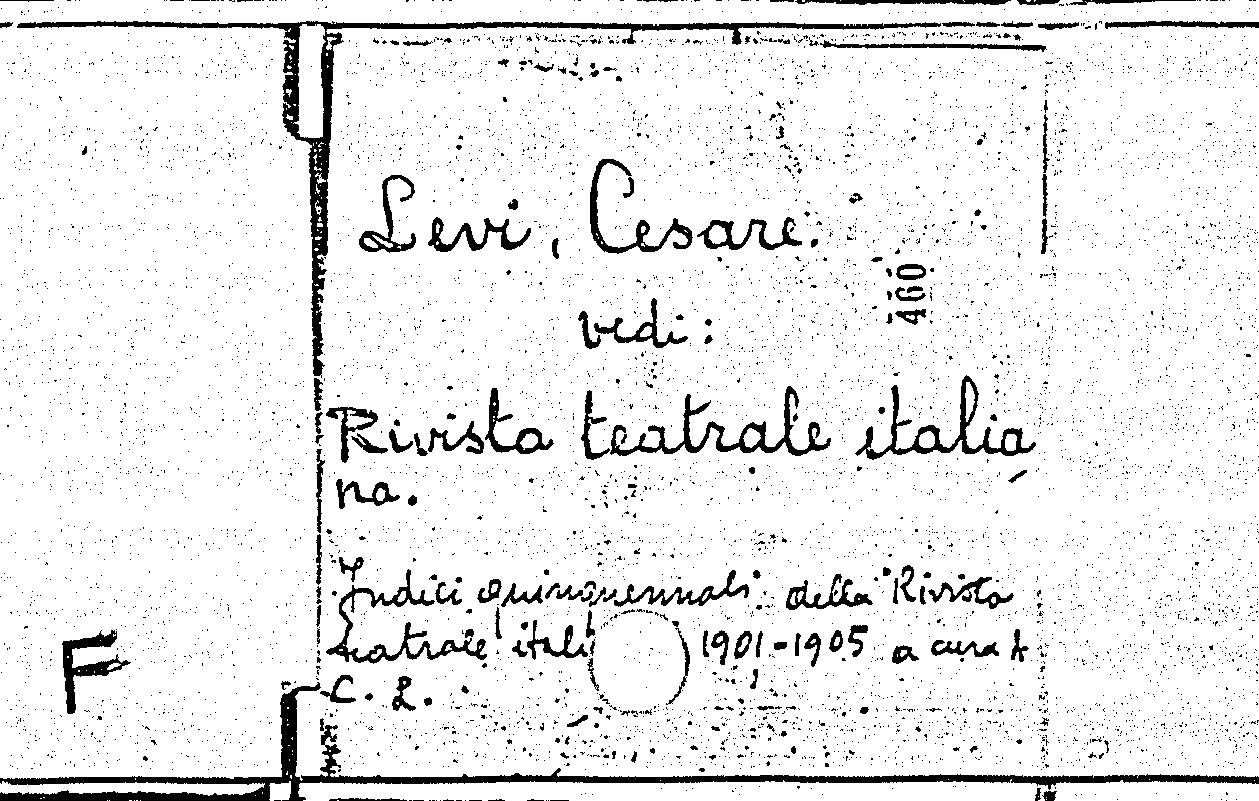 Levi, Cesare.
460
vedi:
Rivista teatrale italia
na.
Indici quinquennali della "Rivista
teatrale itali 1901-1905 a cura di
C. L.
F